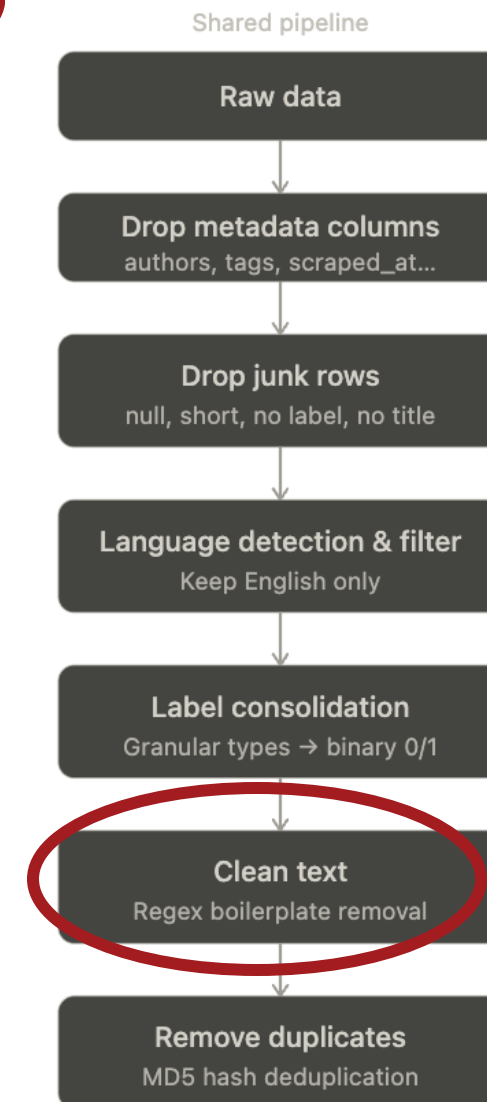 Shared pipeline
Raw data
Drop metadata columns
authors, tags, scraped_at...
Drop junk rows
null, short, no label, no title
Language detection & filter
Keep English only
Label consolidation
Granular types → binary 0/1
Clean text
Regex boilerplate removal
Remove duplicates
MD5 hash deduplication